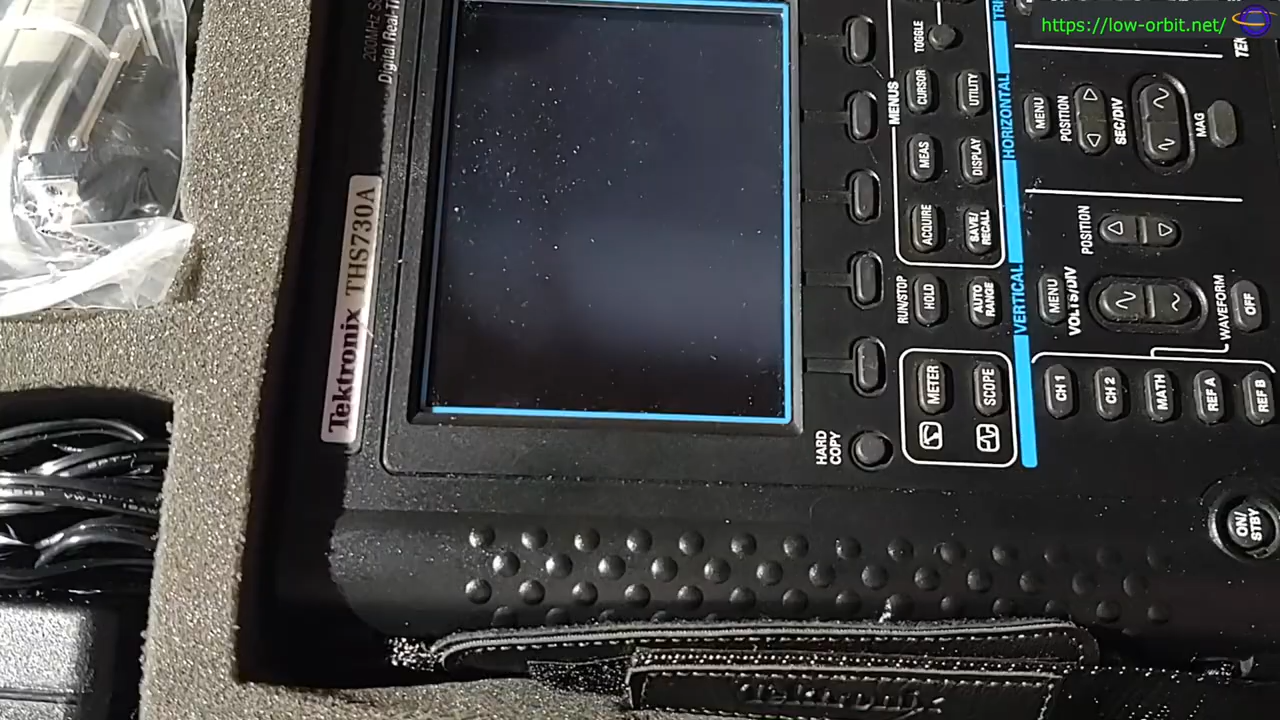 https://low-orbit.net/
200MHz
Digital Real-Ti
Tektronix THS730A
TOGGLE
MENUS
CURSOR
UTILITY
MEAS
DISPLAY
ACQUIRE
SAVE/
RECALL
RUN/STOP
HOLD
AUTO
RANGE
METER
SCOPE
HARD
COPY
HORIZONTAL
MENU
POSITION
SEC/DIV
MAG
VERTICAL
POSITION
MENU
VOLTS/DIV
WAVEFORM
OFF
CH 1
CH 2
MATH
REF A
REF B
ON/
STBY
Tektronix